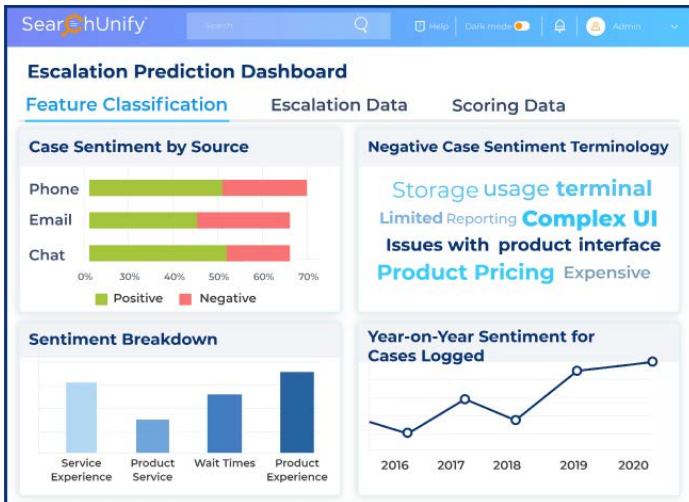 SearchUnify
Search
Help
Dark mode
Admin
Escalation Prediction Dashboard
Feature Classification
Escalation Data
Scoring Data
Case Sentiment by Source
Phone
Email
Chat
0% 30% 40% 50% 60% 70%
Positive Negative
Negative Case Sentiment Terminology
Storage usage terminal
Limited Reporting Complex UI
Issues with product interface
Product Pricing Expensive
Sentiment Breakdown
Service Experience
Product Service
Wait Times
Product Experience
Year-on-Year Sentiment for
Cases Logged
2016 2017 2018 2019 2020